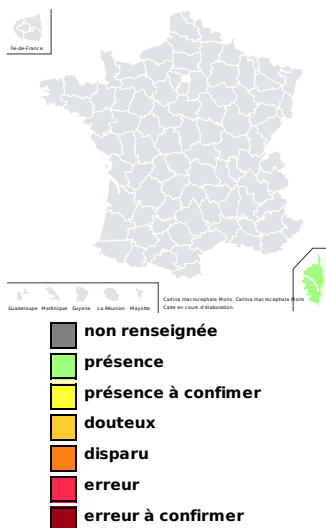 Île-de-France
Guadeloupe Martinique Guyane La Réunion Mayotte
Carlina macrocephala Moris, Carlina macrocephala Moris
Carte en cours d'élaboration.
non renseignée
présence
présence à confimer
douteux
disparu
erreur
erreur à confirmer